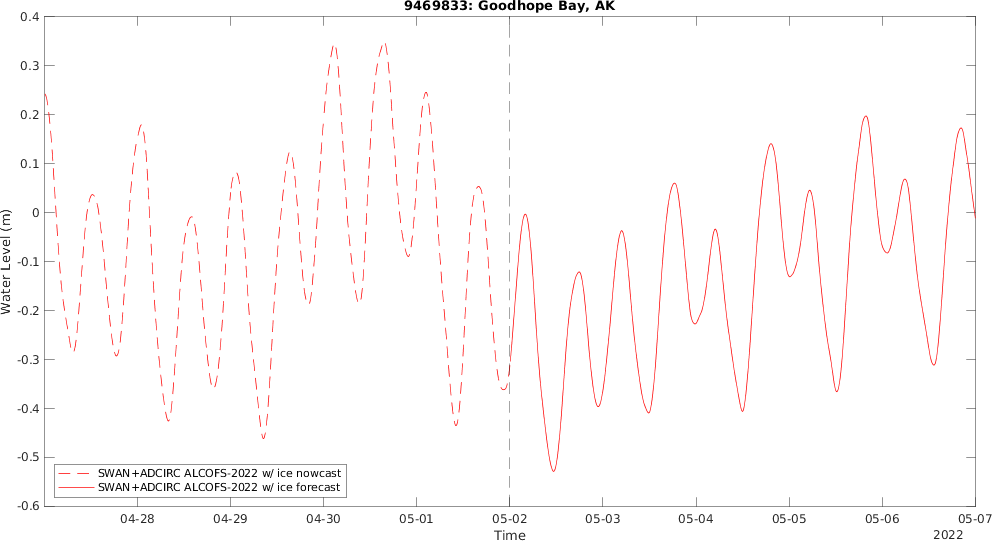 9469833: Goodhope Bay, AK
0.4
0.3
0.2
0.1
0
-0.1
-0.2
-0.3
-0.4
-0.5
-0.6
Water Level (m)
SWAN+ADCIRC ALCOFS-2022 w/ ice nowcast
SWAN+ADCIRC ALCOFS-2022 w/ ice forecast
04-28 04-29 04-30 05-01 05-02 05-03 05-04 05-05 05-06 05-07
Time
2022